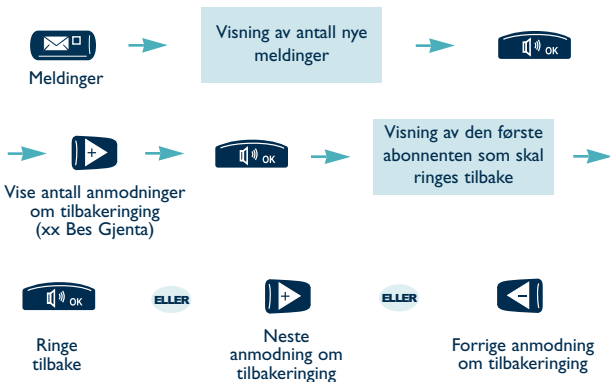 Visning av antall nye
meldinger
OK
Meldinger
+
OK
Visning av den første
abonnenten som skal
ringes tilbake
Vise antall anmodninger
om tilbakeringing
(xx Bes Gjenta)
OK
ELLER
+
ELLER
-
Ringe
tilbake
Neste
anmodning om
tilbakeringing
Forrige anmodning
om tilbakeringing